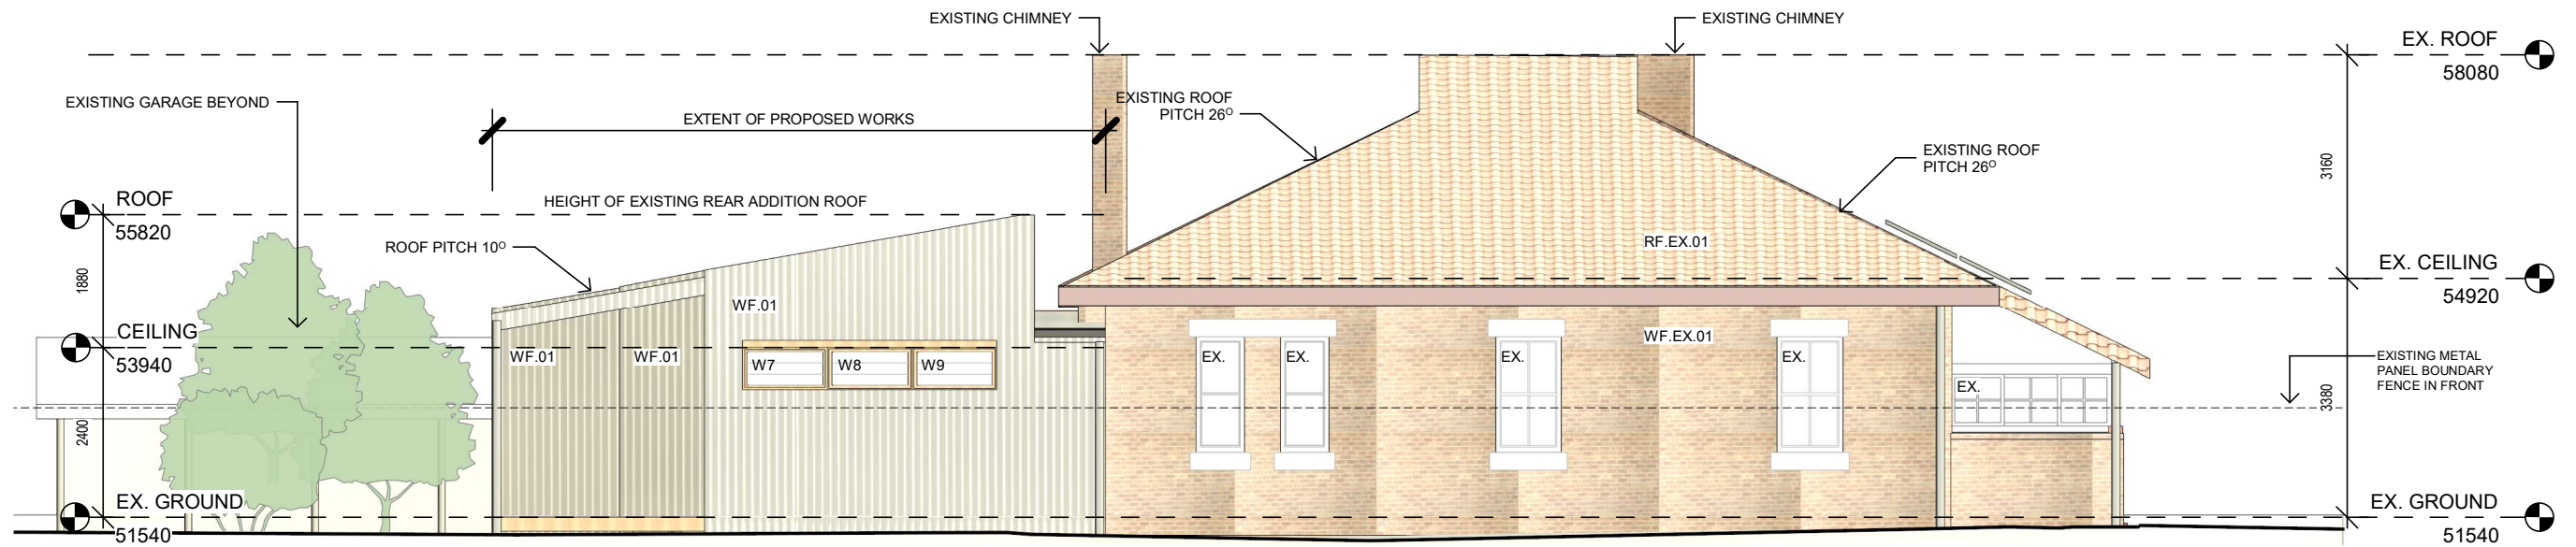 EXISTING CHIMNEY
EXISTING CHIMNEY
EX. ROOF
58080
EXISTING GARAGE BEYOND
EXISTING ROOF
PITCH 26O
EXTENT OF PROPOSED WORKS
EXISTING ROOF
PITCH 26O
3160
ROOF
55820
HEIGHT OF EXISTING REAR ADDITION ROOF
ROOF PITCH 10O
RF.EX.01
EX. CEILING
54920
1880
WF.01
CEILING
53940
WF.01
WF.01
W7
W8
W9
WF.EX.01
EX.
EX.
EX.
EX.
EX.
EXISTING METAL
PANEL BOUNDARY
FENCE IN FRONT
3380
2400
EX. GROUND
51540
EX. GROUND
51540